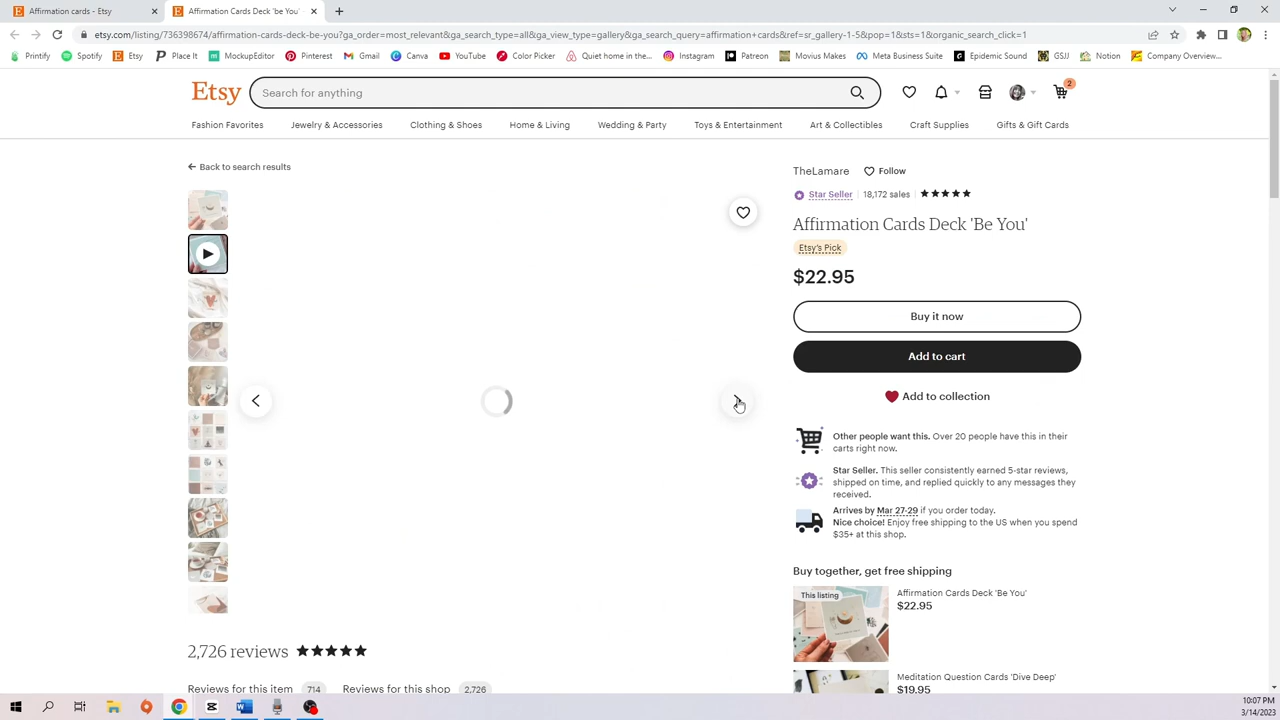 Affirmation cards - Etsy
Affirmation Cards Deck 'Be You' -
etsy.com/listing/736398674/affirmation-cards-deck-be-you?ga_order=most_relevant&ga_search_type=all&ga_view_type=gallery&ga_search_query=affirmation+cards&ref=sr_gallery-1-5&pop=1&sts=1&organic_search_click=1
Printify
Spotify
Etsy
Place It
MockupEditor
Pinterest
Gmail
Canva
YouTube
Color Picker
Quiet home in the...
Instagram
Patreon
Movius Makes
Meta Business Suite
Epidemic Sound
GSJJ
Notion
Company Overview...
Etsy
Search for anything
2
Fashion Favorites
Jewelry & Accessories
Clothing & Shoes
Home & Living
Wedding & Party
Toys & Entertainment
Art & Collectibles
Craft Supplies
Gifts & Gift Cards
Back to search results
TheLamare
Follow
Star Seller
18,172 sales
Affirmation Cards Deck 'Be You'
Etsy's Pick
$22.95
Buy it now
Add to cart
Add to collection
Other people want this. Over 20 people have this in their
carts right now.
Star Seller. This seller consistently earned 5-star reviews,
shipped on time, and replied quickly to any messages they
received.
Arrives by Mar 27-29 if you order today.
Nice choice! Enjoy free shipping to the US when you spend
$35+ at this shop.
Buy together, get free shipping
This listing
Affirmation Cards Deck 'Be You'
$22.95
Meditation Question Cards 'Dive Deep'
$19.95
2,726 reviews
Reviews for this item
714
Reviews for this shop
2,726
10:07 PM
3/14/2023